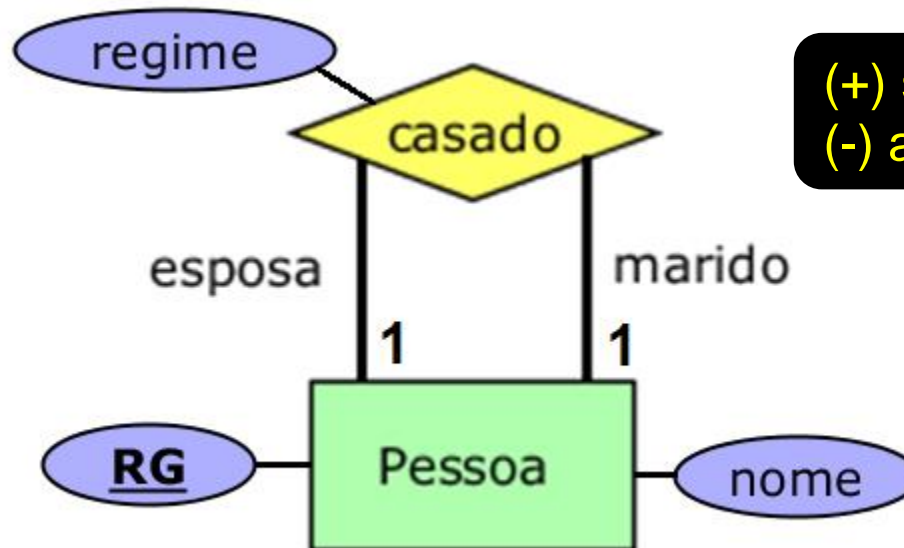 regime
(+)
(-)
casado
esposa
marido
1
1
RG
Pessoa
nome